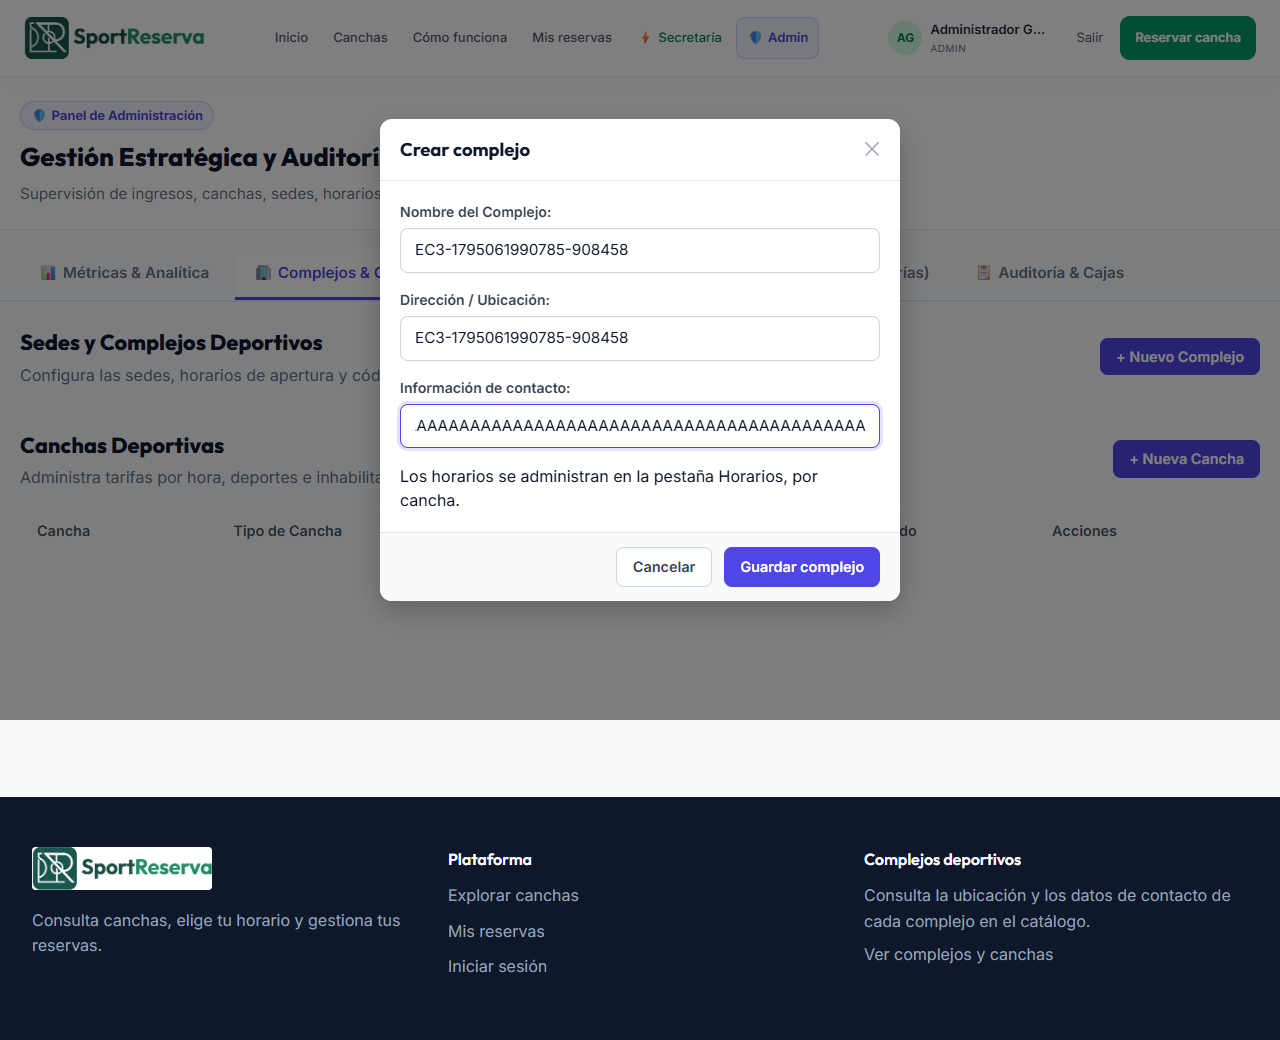 SportReserva
Inicio
Canchas
Cómo funciona
Mis reservas
Secretaría
Admin
AG
Administrador G...
ADMIN
Salir
Reservar cancha
Panel de Administración
Gestión Estratégica y Auditorí
Supervisión de ingresos, canchas, sedes, horarios
Métricas & Analítica
Complejos & C
ías)
Auditoría & Cajas
Sedes y Complejos Deportivos
Configura las sedes, horarios de apertura y cód
+ Nuevo Complejo
Canchas Deportivas
Administra tarifas por hora, deportes e inhabilita
+ Nueva Cancha
Cancha
Tipo de Cancha
do
Acciones
Crear complejo
Nombre del Complejo:
EC3-1795061990785-908458
Dirección / Ubicación:
EC3-1795061990785-908458
Información de contacto:
AAAAAAAAAAAAAAAAAAAAAAAAAAAAAAAAAAAAAAAAAA
Los horarios se administran en la pestaña Horarios, por
cancha.
Cancelar
Guardar complejo
SportReserva
Consulta canchas, elige tu horario y gestiona tus
reservas.
Plataforma
Explorar canchas
Mis reservas
Iniciar sesión
Complejos deportivos
Consulta la ubicación y los datos de contacto de
cada complejo en el catálogo.
Ver complejos y canchas